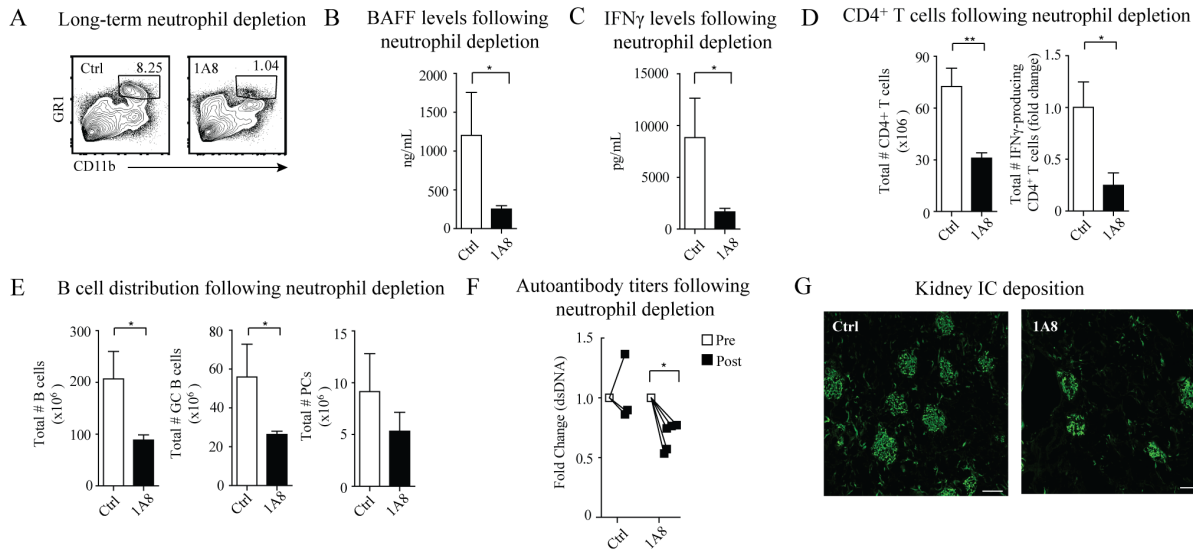 A Long-term neutrophil depletion
Ctrl 8.25
1A8 1.04
GR1
CD11b
B BAFF levels following
neutrophil depletion
*
2000
1500
1000
500
0
ng/mL
Ctrl 1A8
C IFNγ levels following
neutrophil depletion
*
15000
10000
5000
0
pg/mL
Ctrl 1A8
D CD4+ T cells following neutrophil depletion
**
90
60
30
0
Total # CD4+ T cells
(x106)
Ctrl 1A8
*
1.5
1.0
0.5
0.0
Total # IFNγ-producing
CD4+ T cells (fold change)
Ctrl 1A8
E B cell distribution following neutrophil depletion
*
300
200
100
0
Total # B cells
(x10⁶)
Ctrl 1A8
*
80
60
40
20
0
Total # GC B cells
(x10⁶)
Ctrl 1A8
15
10
5
0
Total # PCs
(x10⁶)
Ctrl 1A8
F Autoantibody titers following
neutrophil depletion
Pre
Post
*
1.5
1.0
0.5
0
Fold Change (dsDNA)
Ctrl 1A8
G Kidney IC deposition
Ctrl
1A8